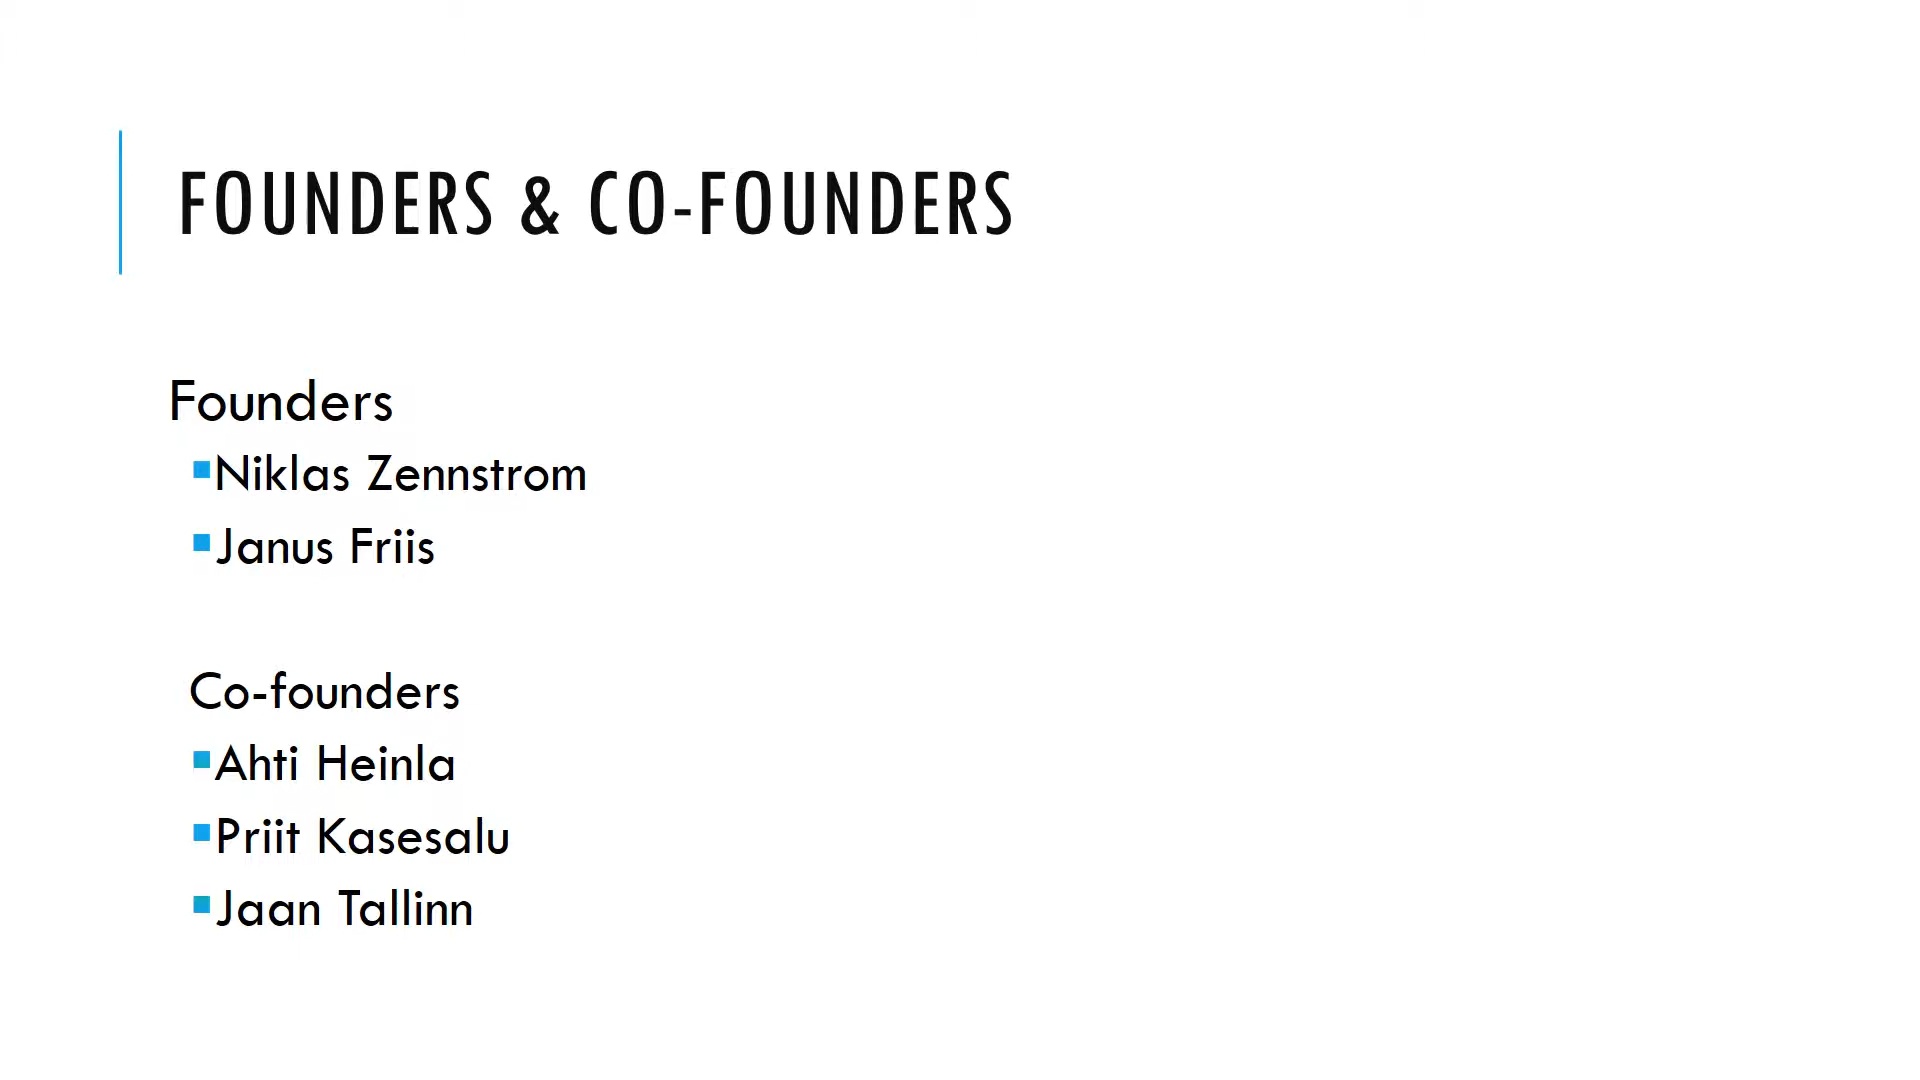 FOUNDERS & CO-FOUNDERS
Founders
Niklas Zennstrom
Janus Friis
Co-founders
Ahti Heinla
Priit Kasesalu
Jaan Tallinn